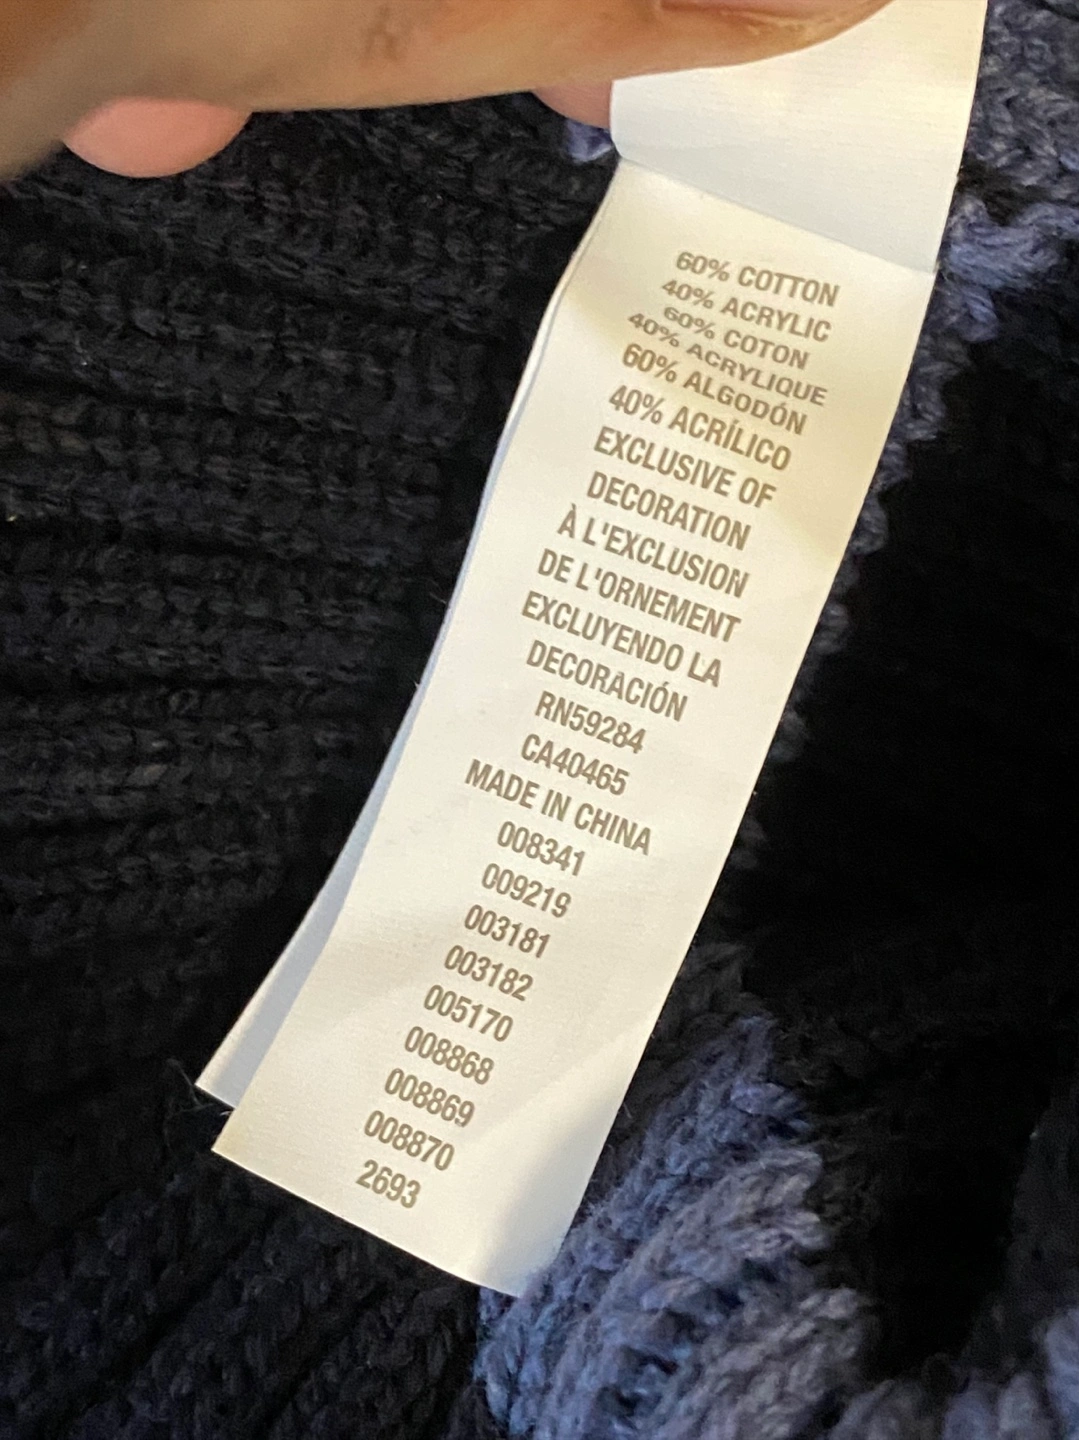 60% COTTON
40% ACRYLIC
60% COTON
40% ACRYLIQUE
60% ALGODÓN
40% ACRÍLICO
EXCLUSIVE OF
DECORATION
À L'EXCLUSION
DE L'ORNEMENT
EXCLUYENDO LA
DECORACIÓN
RN59284
CA40465
MADE IN CHINA
008341
009219
003181
003182
005170
008868
008869
008870
2693